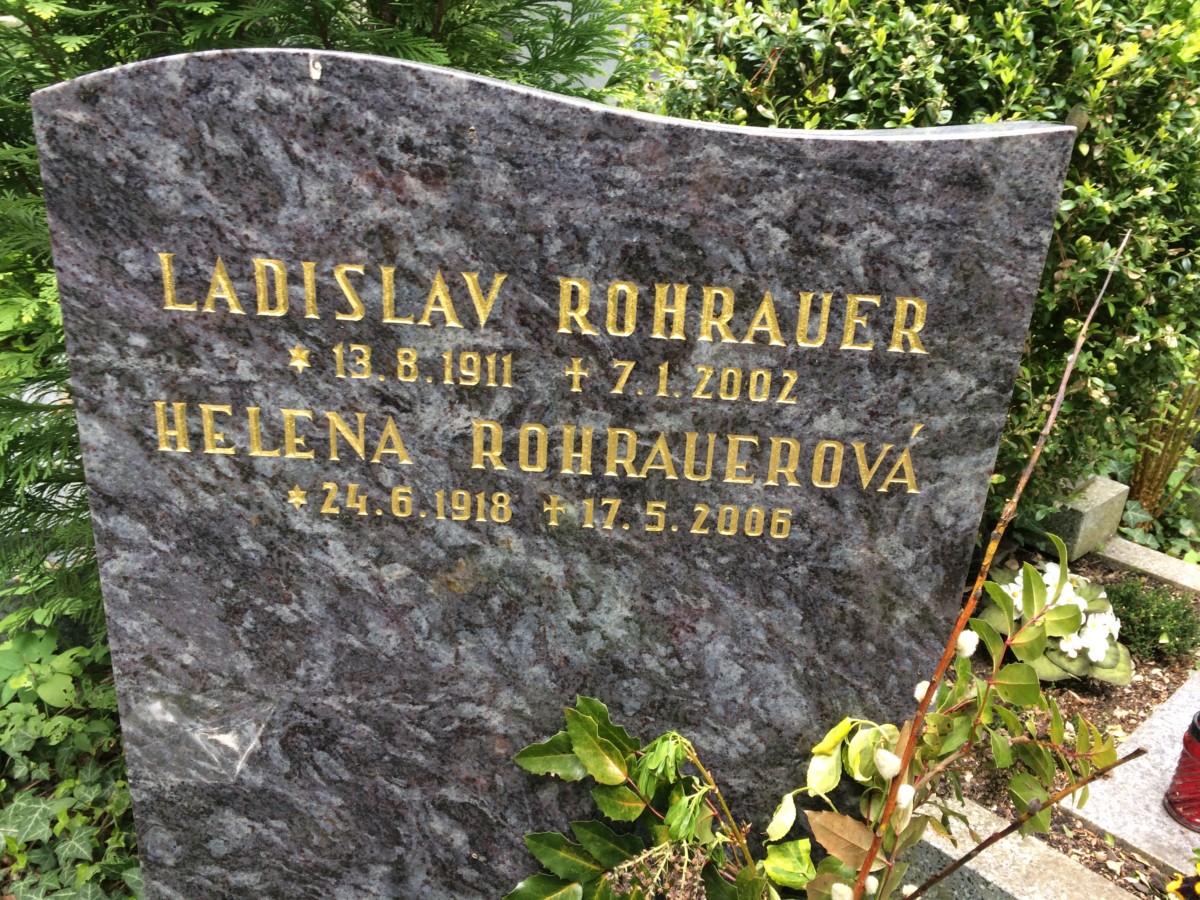 LADISLAV ROHRAUER
* 13.8.1911 † 7.1.2002
HELENA ROHRAUEROVÁ
* 24.6.1918 † 17.5.2006